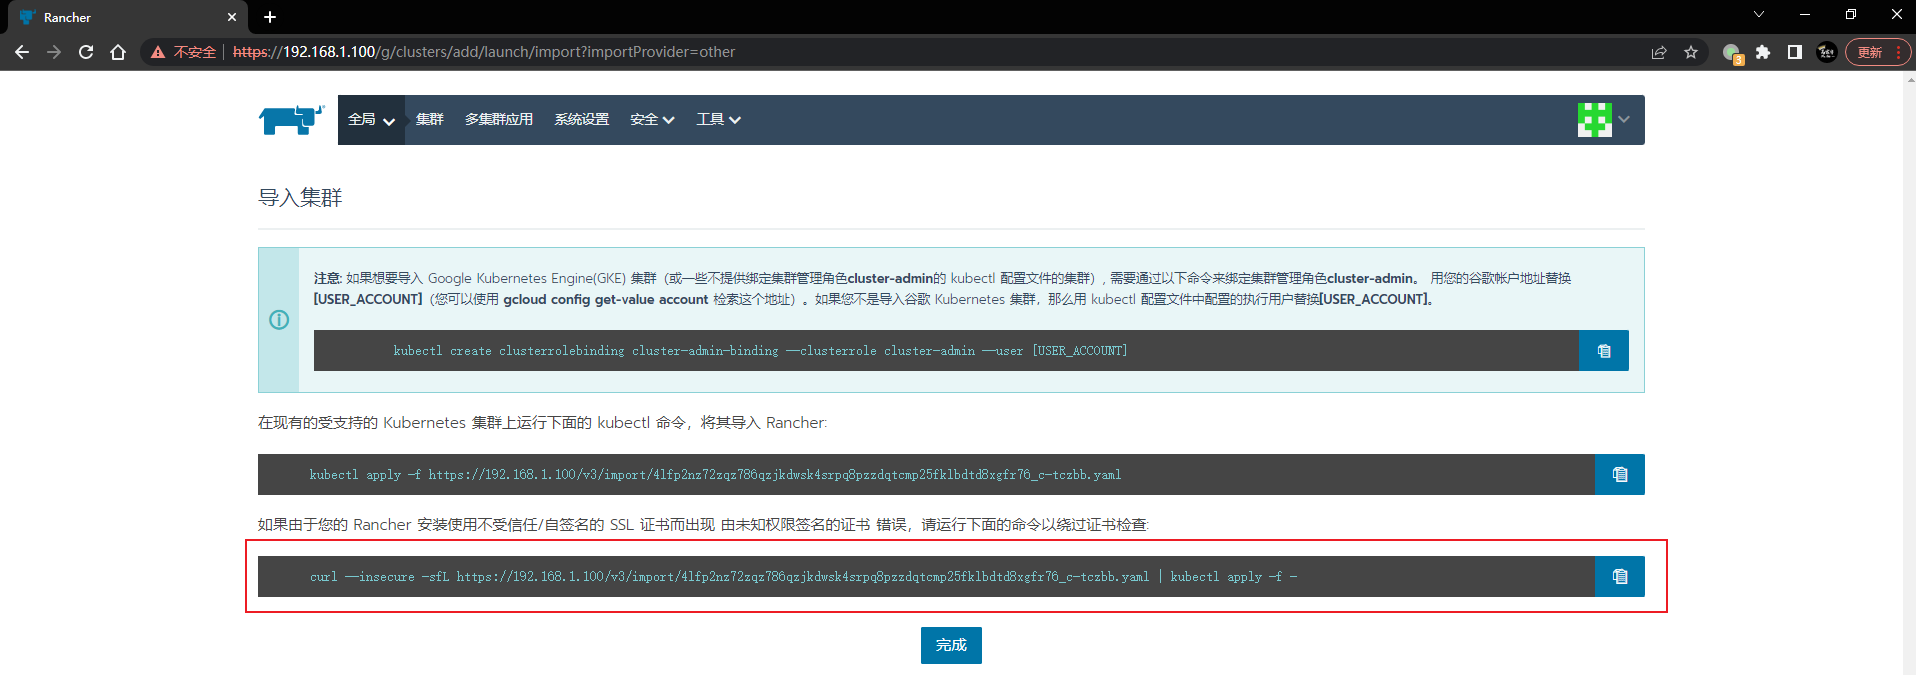 Rancher
不安全 https://192.168.1.100/g/clusters/add/launch/import?importProvider=other
3
更新
全局 集群 多集群应用 系统设置 安全 工具
导入集群
注意: 如果想要导入 Google Kubernetes Engine(GKE) 集群（或一些不提供绑定集群管理角色cluster-admin的 kubectl 配置文件的集群）, 需要通过以下命令来绑定集群管理角色cluster-admin。 用您的谷歌帐户地址替换
[USER_ACCOUNT]（您可以使用 gcloud config get-value account 检索这个地址）。如果您不是导入谷歌 Kubernetes 集群，那么用 kubectl 配置文件中配置的执行用户替换[USER_ACCOUNT]。
kubectl create clusterrolebinding cluster-admin-binding --clusterrole cluster-admin --user [USER_ACCOUNT]
在现有的受支持的 Kubernetes 集群上运行下面的 kubectl 命令，将其导入 Rancher:
kubectl apply -f https://192.168.1.100/v3/import/4lfp2nz72zqz786qzjkdwsk4srpq8pzzdqtcmp25fklbdtd8xgfr76_c-tczbb.yaml
如果由于您的 Rancher 安装使用不受信任/自签名的 SSL 证书而出现 由未知权限签名的证书 错误，请运行下面的命令以绕过证书检查:
curl --insecure -sfL https://192.168.1.100/v3/import/4lfp2nz72zqz786qzjkdwsk4srpq8pzzdqtcmp25fklbdtd8xgfr76_c-tczbb.yaml | kubectl apply -f -
完成